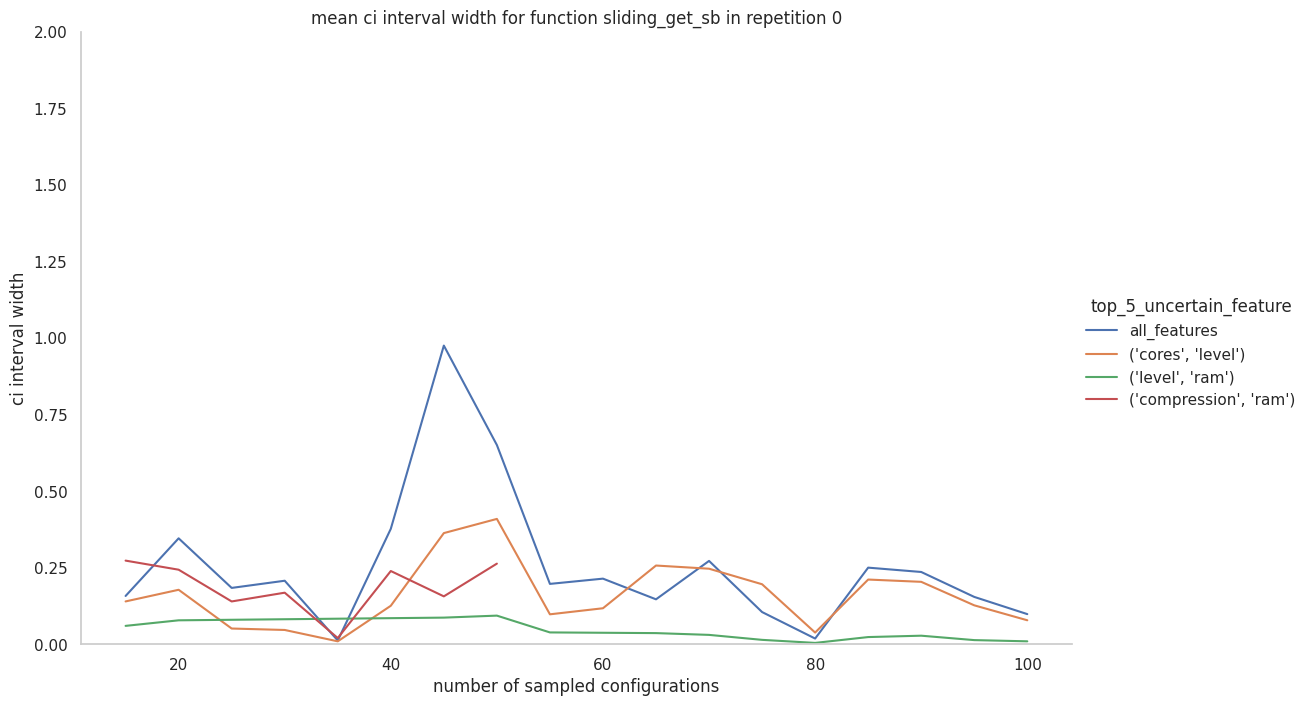 mean ci interval width for function sliding_get_sb in repetition 0
2.00
1.75
1.50
1.25
1.00
0.75
0.50
0.25
0.00
ci interval width
20
40
60
80
100
number of sampled configurations
top_5_uncertain_feature
all_features
('cores', 'level')
('level', 'ram')
('compression', 'ram')